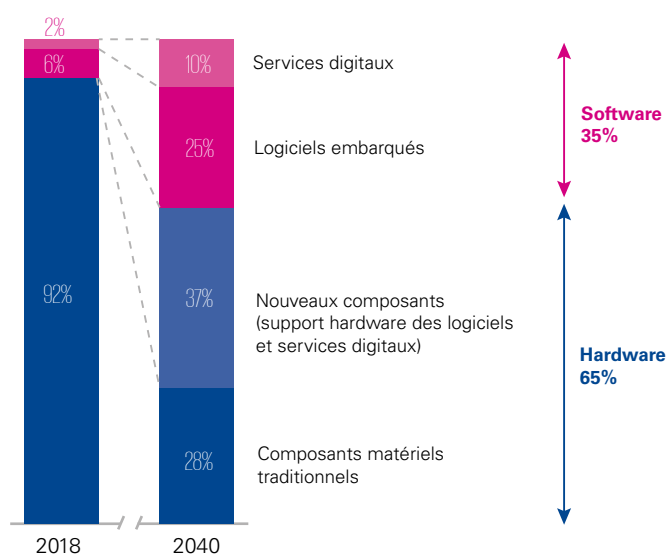 2%
6%
92%
10%
25%
37%
28%
Services digitaux
Logiciels embarqués
Nouveaux composants
(support hardware des logiciels
et services digitaux)
Composants matériels
traditionnels
Software
35%
Hardware
65%
2018
2040